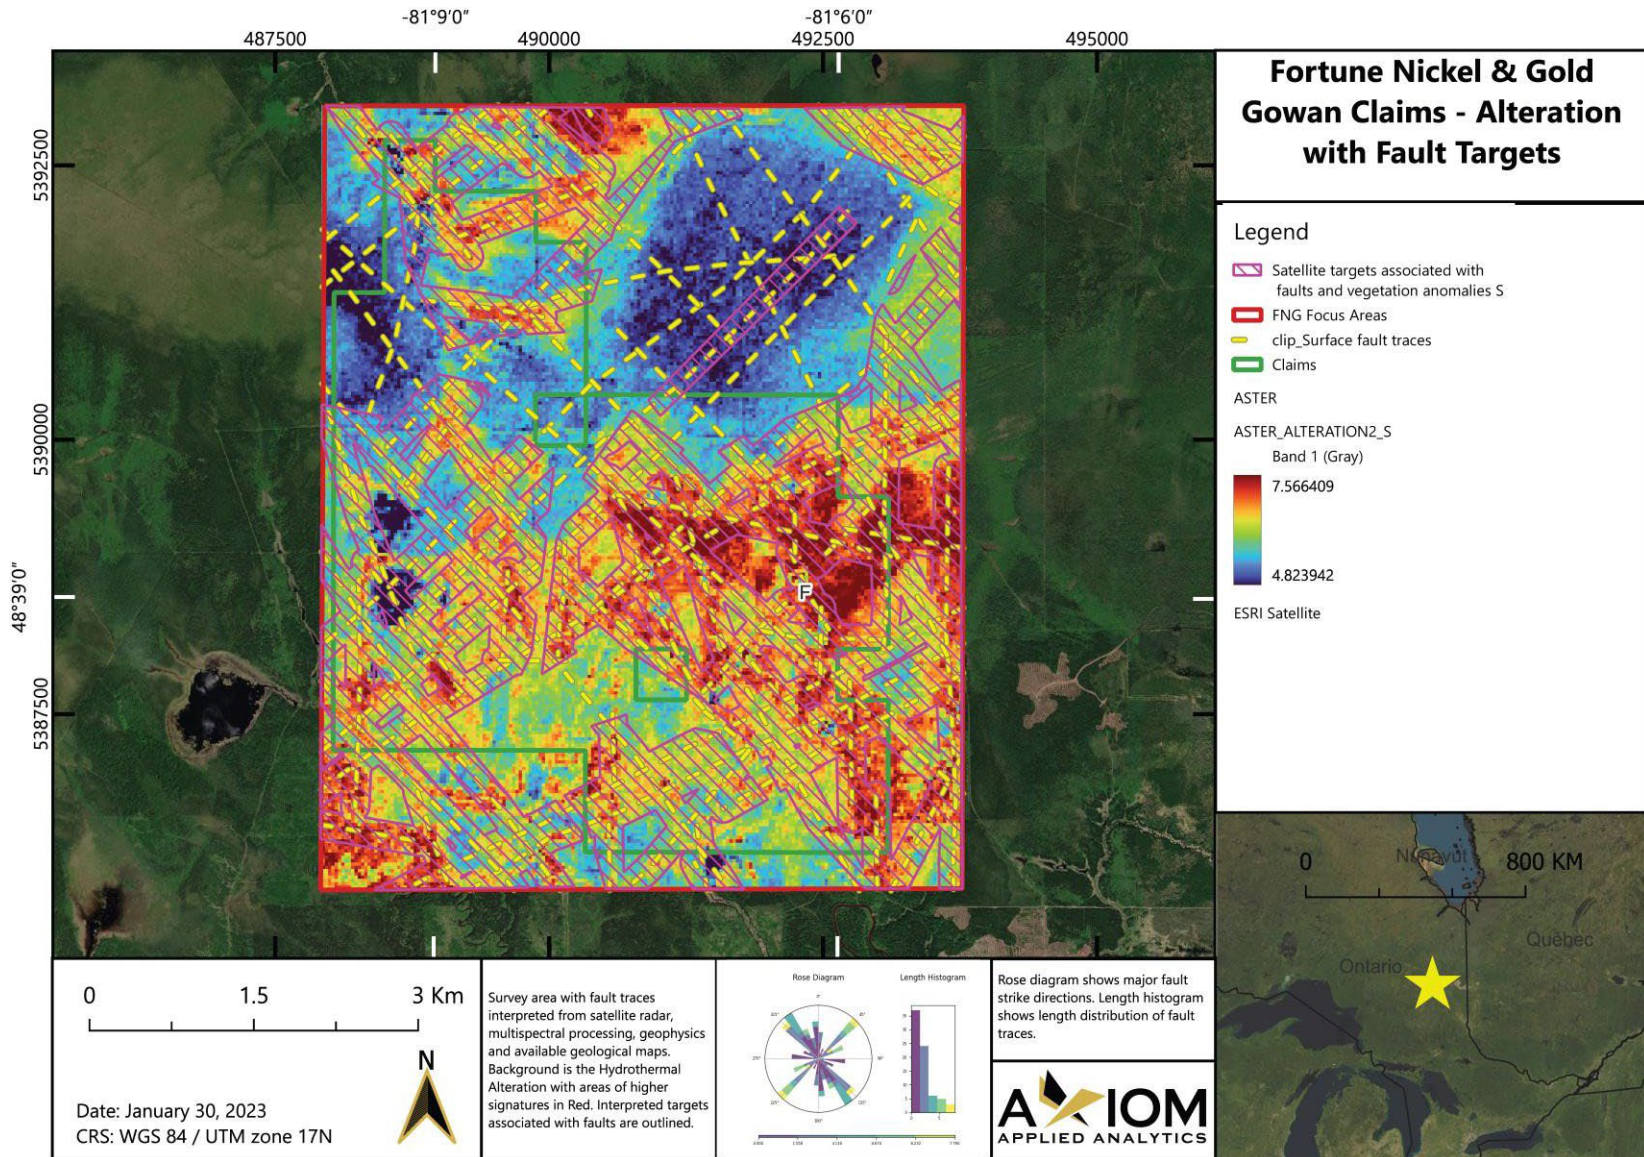 -81°9'0"
-81°6'0"
487500
490000
492500
495000
5392500
5390000
48°39'0"
5387500
F
Fortune Nickel & Gold
Gowan Claims - Alteration
with Fault Targets
Legend
Satellite targets associated with
faults and vegetation anomalies S
FNG Focus Areas
clip_Surface fault traces
Claims
ASTER
ASTER_ALTERATION2_S
Band 1 (Gray)
7.566409
4.823942
ESRI Satellite
0 800 KM
Nunavut
Québec
Ontario
0 1.5 3 Km
N
Date: January 30, 2023
CRS: WGS 84 / UTM zone 17N
Survey area with fault traces
interpreted from satellite radar,
multispectral processing, geophysics
and available geological maps.
Background is the Hydrothermal
Alteration with areas of higher
signatures in Red. Interpreted targets
associated with faults are outlined.
Rose Diagram
Length Histogram
0°
45°
135°
180°
225°
Rose diagram shows major fault
strike directions. Length histogram
shows length distribution of fault
traces.
AXIOM
APPLIED ANALYTICS